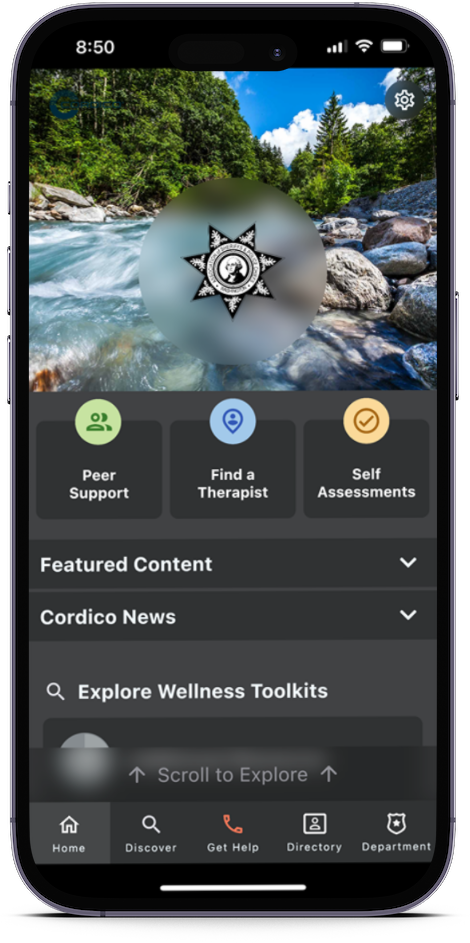 8:50
Peer
Support
Find a
Therapist
Self
Assessments
Featured Content
Cordico News
Explore Wellness Toolkits
↑ Scroll to Explore ↑
Home
Discover
Get Help
Directory
Department